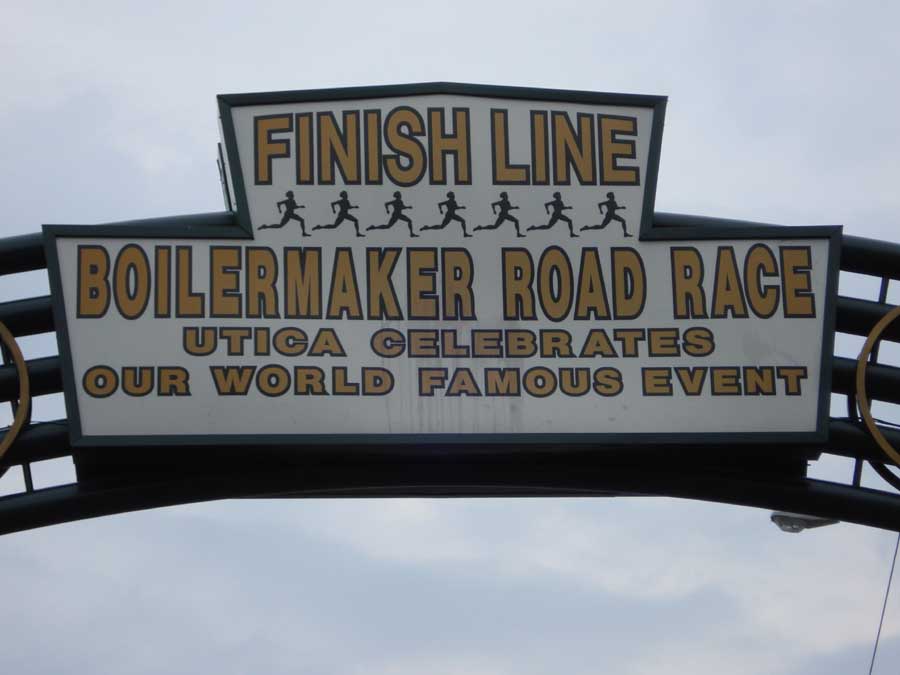 FINISH LINE
BOILERMAKER ROAD RACE
UTICA CELEBRATES
OUR WORLD FAMOUS EVENT